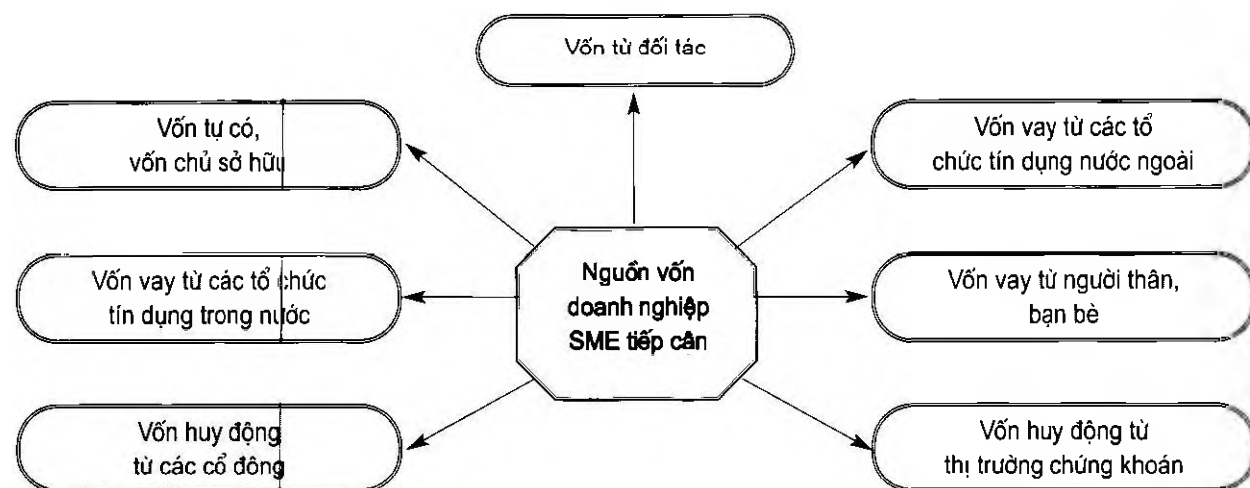 Vốn từ đối tác
Vốn tự có,
vốn chủ sở hữu
Vốn vay từ các tổ
chức tín dụng nước ngoài
Nguồn vốn
doanh nghiệp
SME tiếp cân
Vốn vay từ các tổ chức
tín dụng trong nước
Vốn vay từ người thân,
bạn bè
Vốn huy động
từ các cổ đông
Vốn huy động từ
thị trường chứng khoán